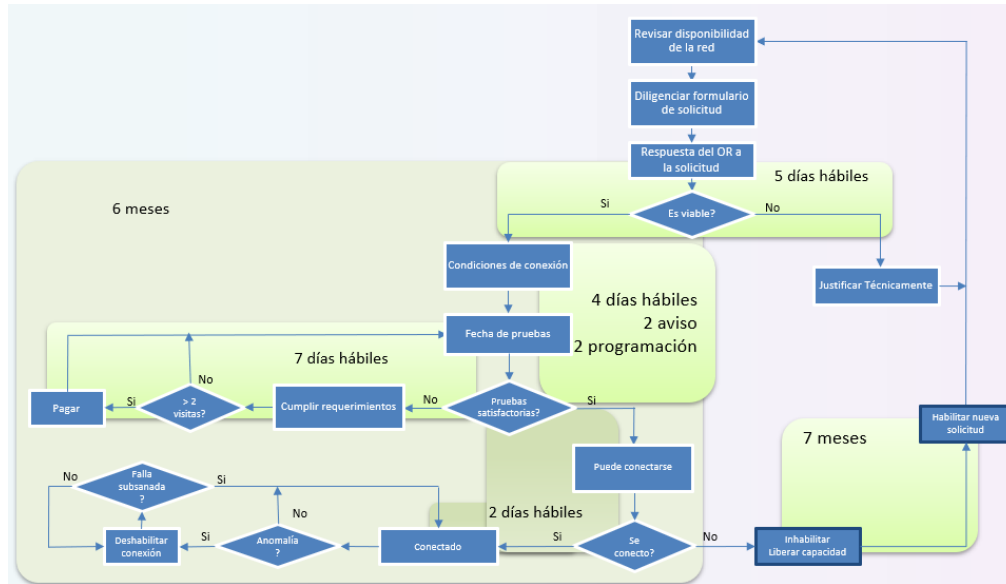 Revisar disponibilidad
de la red
Diligenciar formulario
de solicitud
Respuesta del OR a
la solicitud
5 días hábiles
6 meses
Si
Es viable?
No
Condiciones de conexión
Justificar Técnicamente
4 días hábiles
2 aviso
2 programación
Fecha de pruebas
7 días hábiles
No
Pagar
Si
> 2
visitas?
Cumplir requerimientos
No
Pruebas
satisfactorias?
Si
Habilitar nueva
solicitud
7 meses
Puede conectarse
No
Falla
subsanada
?
Si
No
2 días hábiles
Deshabilitar
conexión
Si
Anomalía
?
Conectado
Si
Se
conecto?
No
Inhabilitar
Liberar capacidad